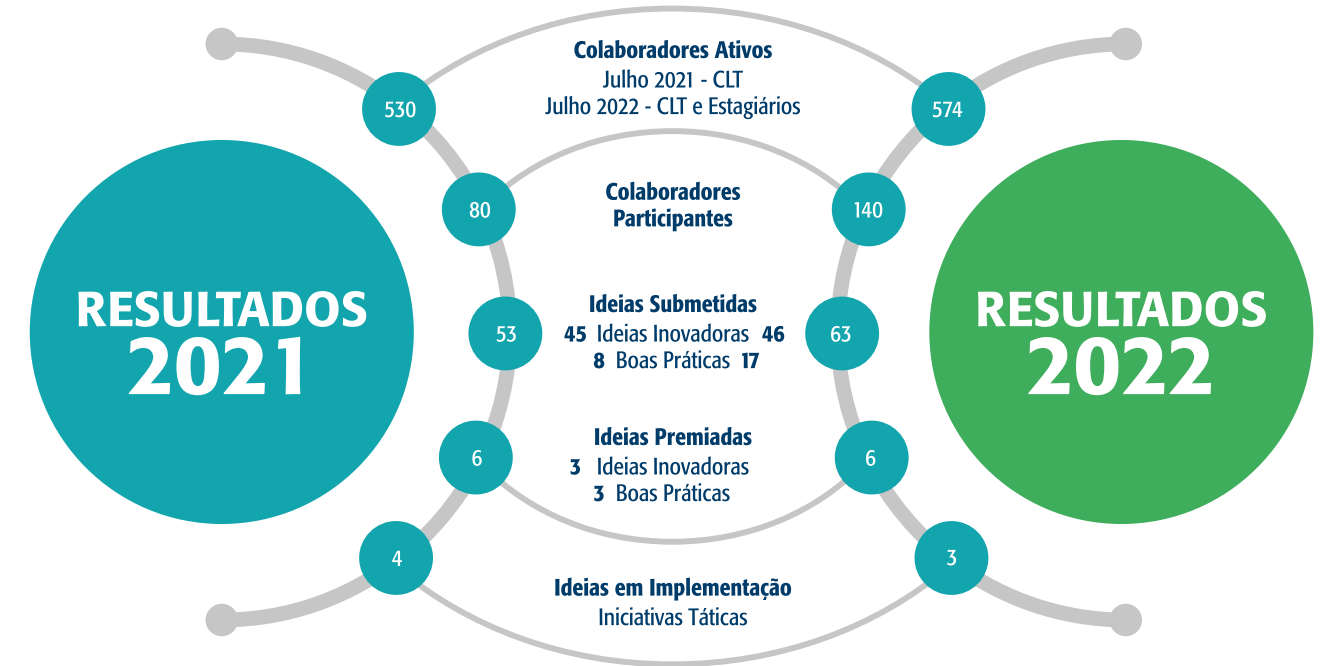 Colaboradores Ativos
Julho 2021 - CLT
Julho 2022 - CLT e Estagiários
530
574
80
Colaboradores
Participantes
140
RESULTADOS
2021
53
Ideias Submetidas
45 Ideias Inovadoras 46
8 Boas Práticas 17
63
RESULTADOS
2022
6
Ideias Premiadas
3 Ideias Inovadoras
3 Boas Práticas
6
4
Ideias em Implementação
Iniciativas Táticas
3